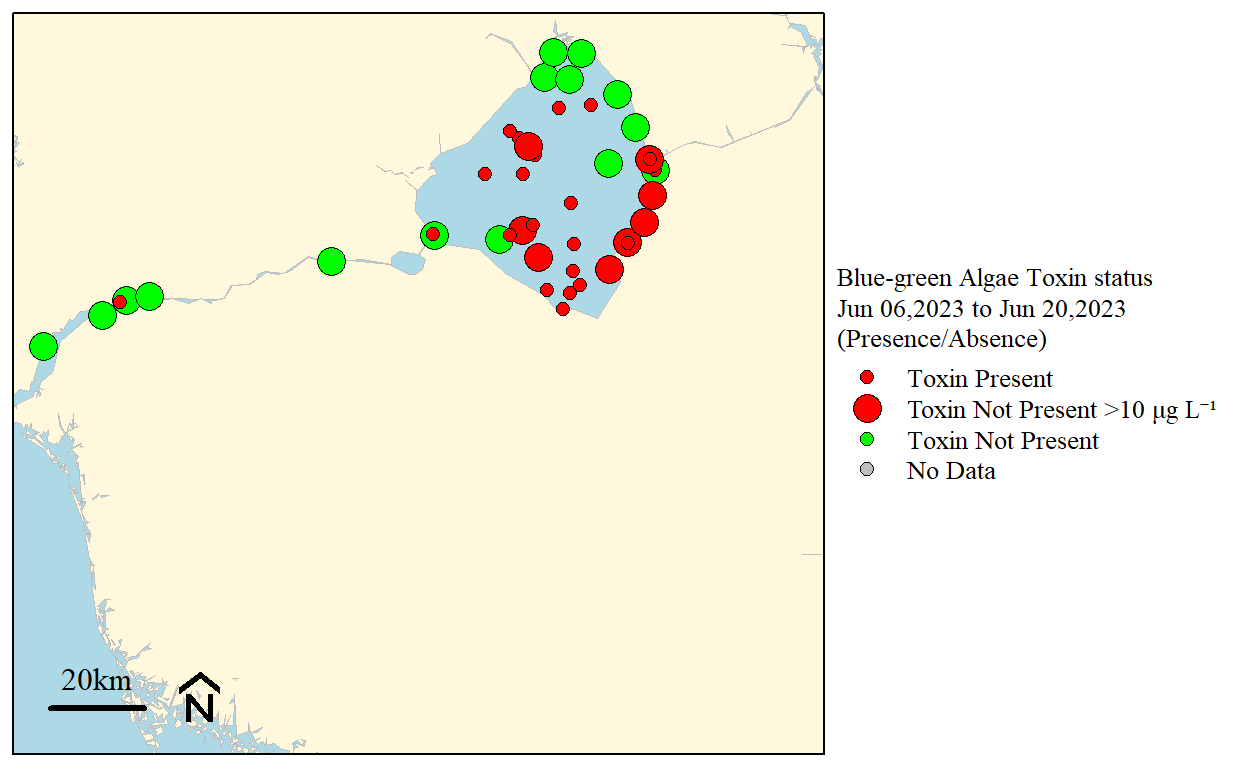 Blue-green Algae Toxin status
Jun 06,2023 to Jun 20,2023
(Presence/Absence)
Toxin Present
Toxin Not Present >10 µg L⁻¹
Toxin Not Present
No Data
20km
N